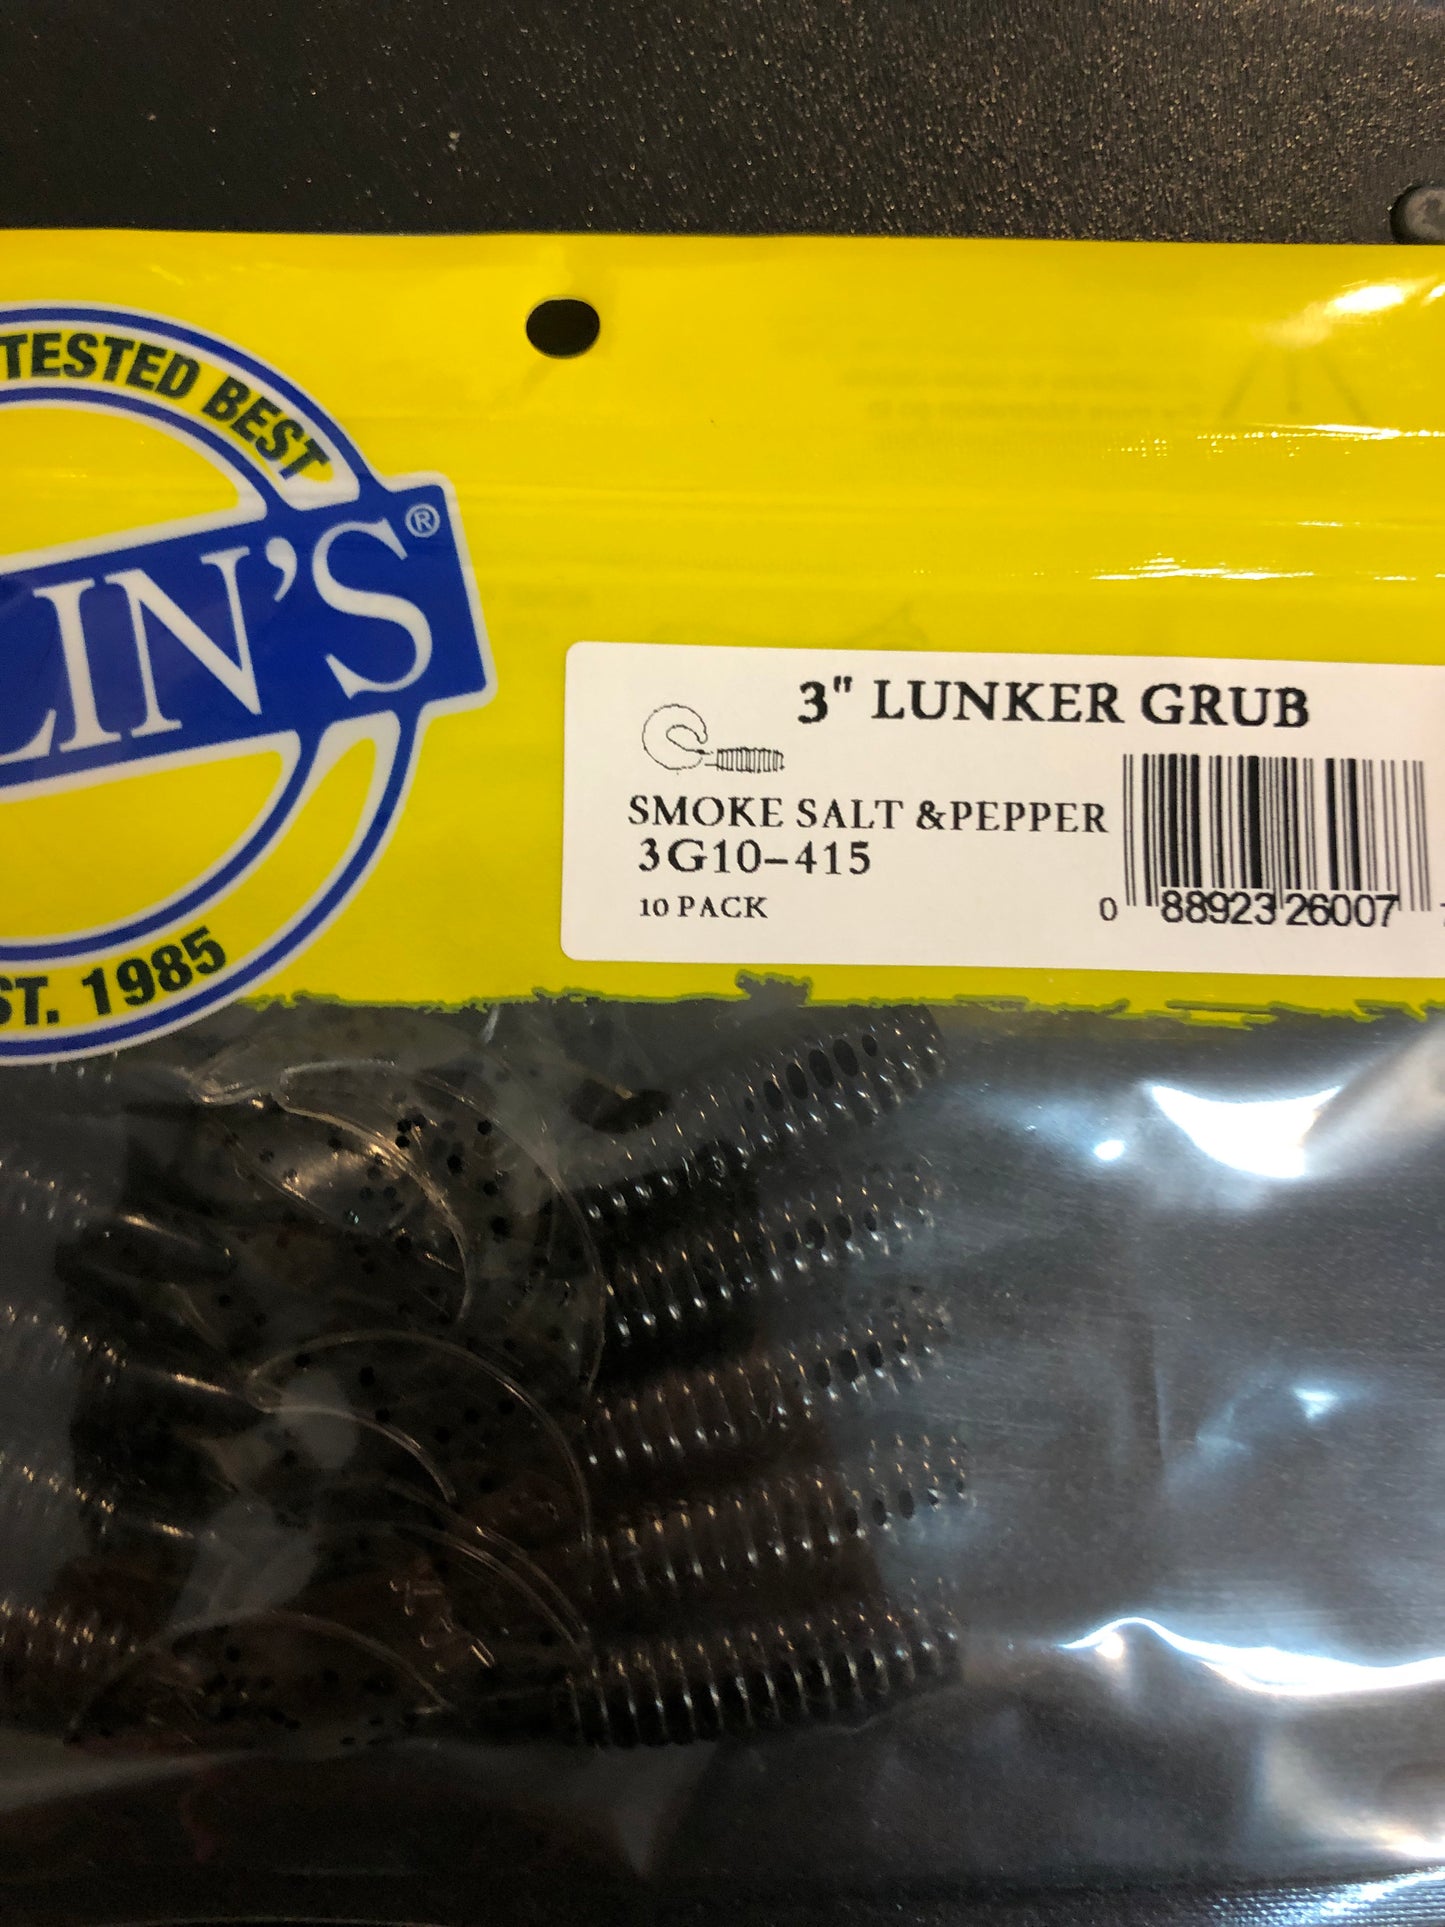 TESTED BEST
LIN'S®
ST. 1985
3" LUNKER GRUB
SMOKE SALT &PEPPER
3G10-415
10 PACK
0 88923 26007